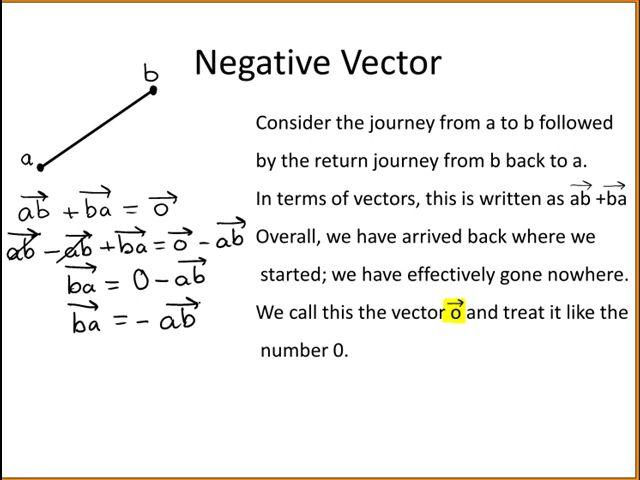 Negative Vector
b
a
Consider the journey from a to b followed
by the return journey from b back to a.
In terms of vectors, this is written as a͞b⃗ +b͞a⃗
Overall, we have arrived back where we
started; we have effectively gone nowhere.
We call this the vector o⃗ and treat it like the
number 0.
ab⃗ + ba⃗ = o⃗
ab⃗ - ab⃗ + ba⃗ = o⃗ - ab⃗
ba⃗ = 0 - ab⃗
ba⃗ = - ab⃗